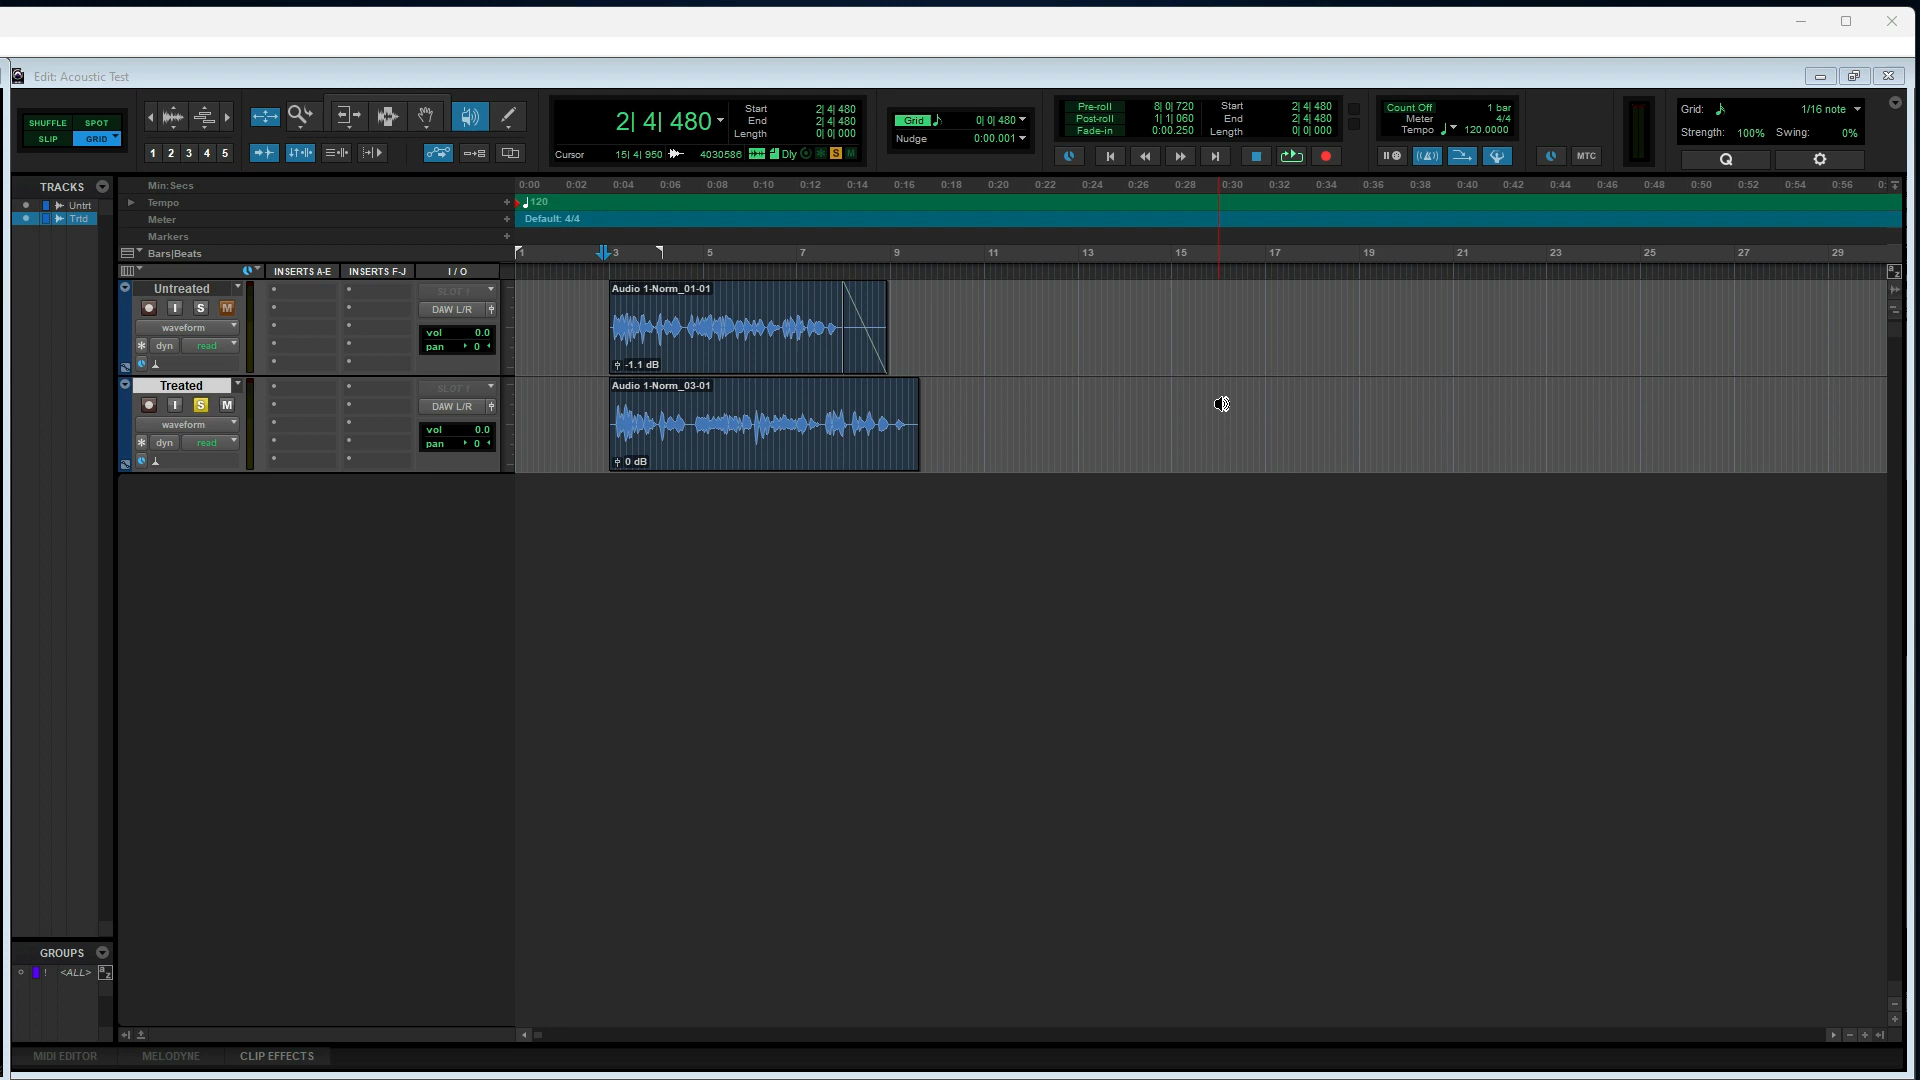 Edit: Acoustic Test
SHUFFLE SPOT
SLIP GRID
1 2 3 4 5
2| 4| 480
Start 2| 4| 480
End 2| 4| 480
Length 0| 0| 000
Cursor 15| 4| 950 4030586 Dly S M
Grid 0| 0| 480
Nudge 0:00.001
Pre-roll 8| 0| 720
Post-roll 1| 1| 060
Fade-in 0:00.250
Start 2| 4| 480
End 2| 4| 480
Length 0| 0| 000
Count Off 1 bar
Meter 4/4
Tempo 120.0000
MTC
Grid: 1/16 note
Strength: 100% Swing: 0%
TRACKS
Untrt
Trtd
Min:Secs 0:00 0:02 0:04 0:06 0:08 0:10 0:12 0:14 0:16 0:18 0:20 0:22 0:24 0:26 0:28 0:30 0:32 0:34 0:36 0:38 0:40 0:42 0:44 0:46 0:48 0:50 0:52 0:54 0:56 0:
Tempo 120
Meter Default: 4/4
Markers
Bars|Beats 1 3 5 7 9 11 13 15 17 19 21 23 25 27 29
INSERTS A-E INSERTS F-J I / O
Untreated
I S M
waveform
dyn read
SLOT 1
DAW L/R
vol 0.0
pan 0
Audio 1-Norm_01-01
-1.1 dB
Treated
I S M
waveform
dyn read
SLOT 1
DAW L/R
vol 0.0
pan 0
Audio 1-Norm_03-01
0 dB
GROUPS
! <ALL> a z
MIDI EDITOR MELODYNE CLIP EFFECTS